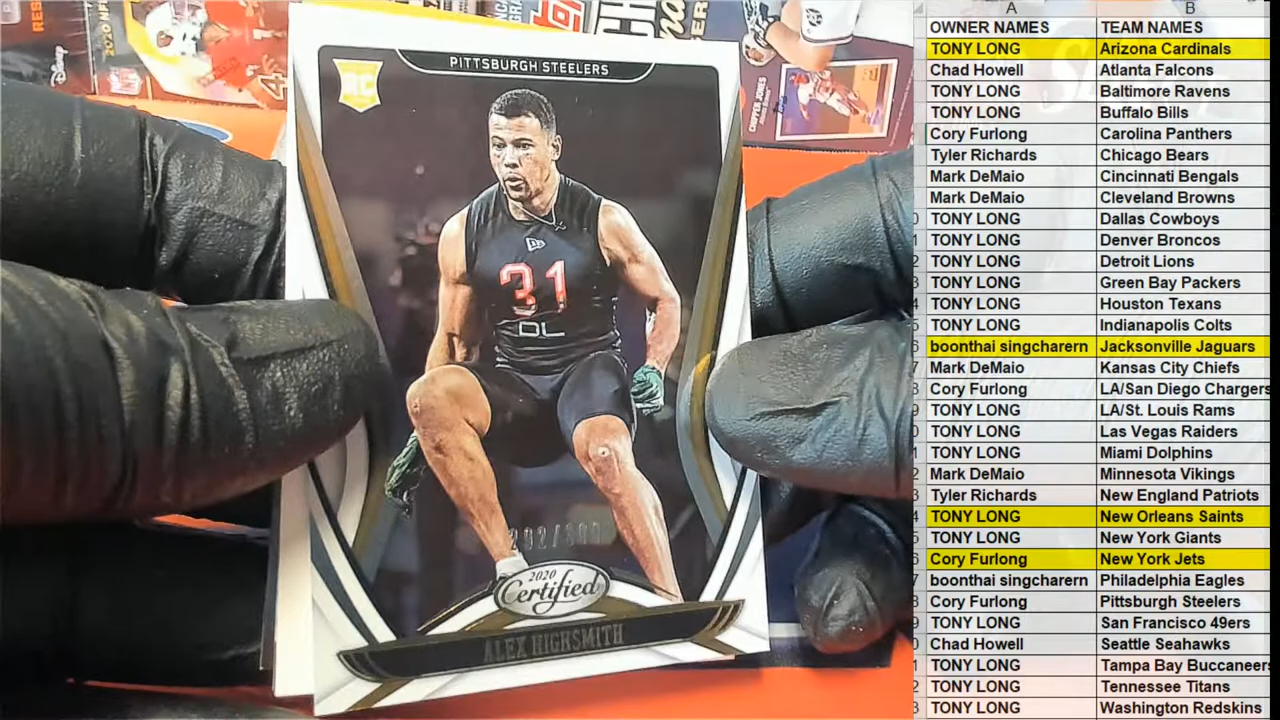 PITTSBURGH STEELERS
RC
31
DL
2020
Certified
ALEX HIGHSMITH
Disney
NFL
CHIPPER JONES
A B
OWNER NAMES TEAM NAMES
TONY LONG Arizona Cardinals
Chad Howell Atlanta Falcons
TONY LONG Baltimore Ravens
TONY LONG Buffalo Bills
Cory Furlong Carolina Panthers
Tyler Richards Chicago Bears
Mark DeMaio Cincinnati Bengals
Mark DeMaio Cleveland Browns
TONY LONG Dallas Cowboys
TONY LONG Denver Broncos
TONY LONG Detroit Lions
TONY LONG Green Bay Packers
TONY LONG Houston Texans
TONY LONG Indianapolis Colts
boonthai singcharern Jacksonville Jaguars
Mark DeMaio Kansas City Chiefs
Cory Furlong LA/San Diego Chargers
TONY LONG LA/St. Louis Rams
TONY LONG Las Vegas Raiders
TONY LONG Miami Dolphins
Mark DeMaio Minnesota Vikings
Tyler Richards New England Patriots
TONY LONG New Orleans Saints
TONY LONG New York Giants
Cory Furlong New York Jets
boonthai singcharern Philadelphia Eagles
Cory Furlong Pittsburgh Steelers
TONY LONG San Francisco 49ers
Chad Howell Seattle Seahawks
TONY LONG Tampa Bay Buccaneers
TONY LONG Tennessee Titans
TONY LONG Washington Redskins